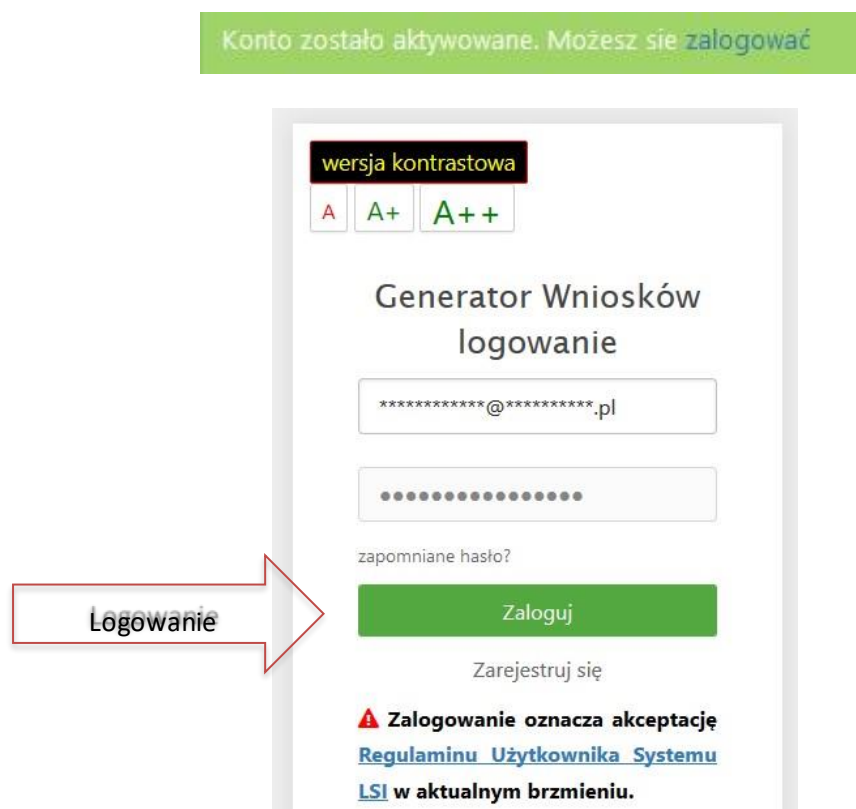 Konto zostało aktywowane. Możesz sie zalogować
wersja kontrastowa
A A+ A++
Generator Wniosków
logowanie
************@**********.pl
●●●●●●●●●●●●●●●●
zapomniane hasło?
Logowanie
Zaloguj
Zarejestruj się
Zalogowanie oznacza akceptację
Regulaminu Użytkownika Systemu
LSI w aktualnym brzmieniu.